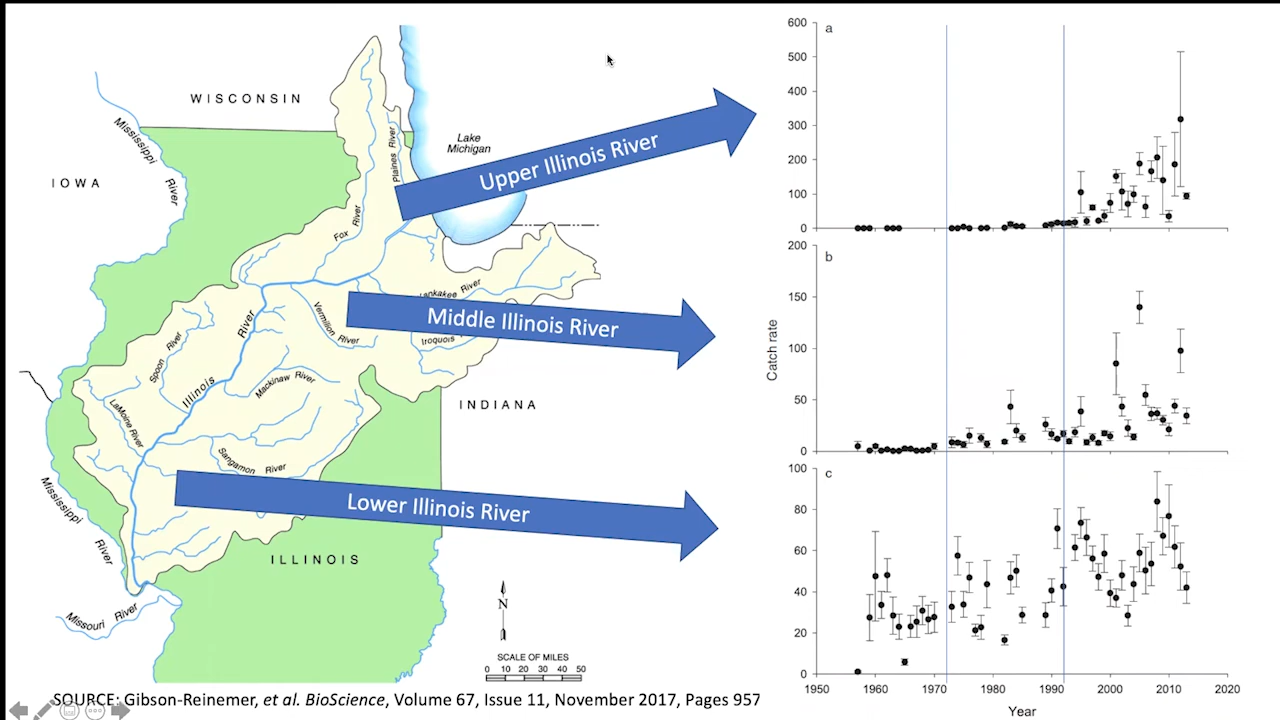 WISCONSIN
Lake
Michigan
IOWA
Mississippi
River
Plaines River
Fox
River
Upper Illinois River
Kankakee River
Iroquois
Vermilion River
Middle Illinois River
River
Illinois
Spoon River
Mackinaw River
LaMoine River
Sangamon River
INDIANA
Lower Illinois River
Mississippi
River
ILLINOIS
Missouri River
N
SCALE OF MILES
0 10 20 30 40 50
SOURCE: Gibson-Reinemer, et al. BioScience, Volume 67, Issue 11, November 2017, Pages 957
a
600
500
400
300
200
100
0
b
200
150
100
50
0
Catch rate
c
100
80
60
40
20
0
1950 1960 1970 1980 1990 2000 2010 2020
Year